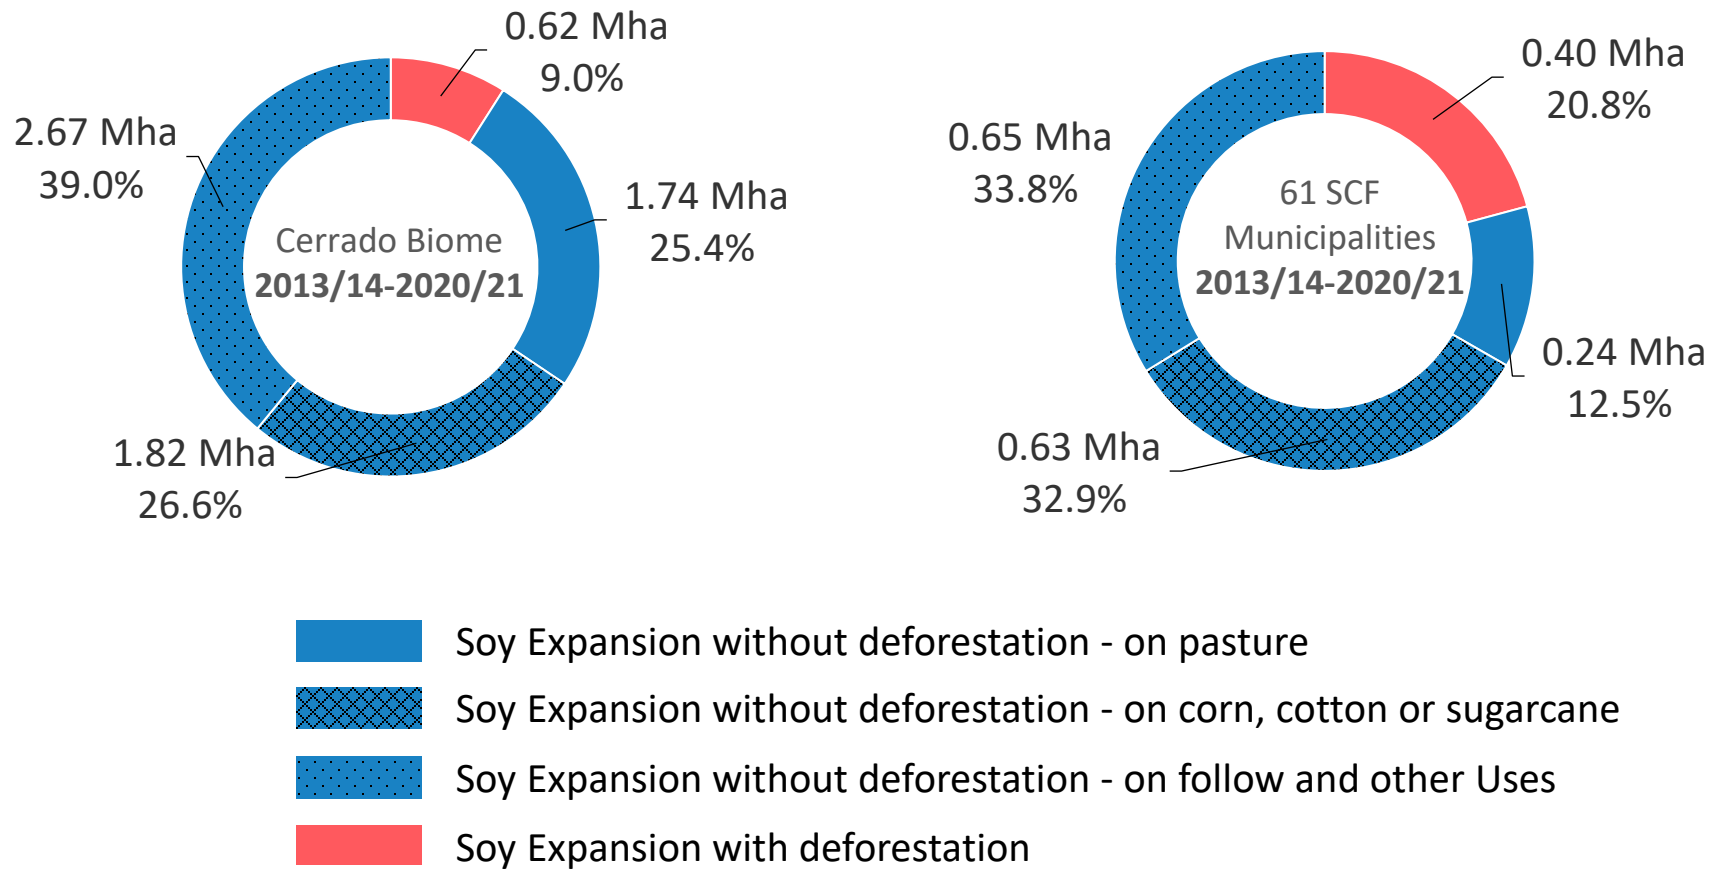 0.62 Mha
9.0%
2.67 Mha
39.0%
1.74 Mha
25.4%
Cerrado Biome
2013/14-2020/21
1.82 Mha
26.6%
0.40 Mha
20.8%
0.65 Mha
33.8%
61 SCF
Municipalities
2013/14-2020/21
0.24 Mha
12.5%
0.63 Mha
32.9%
Soy Expansion without deforestation - on pasture
Soy Expansion without deforestation - on corn, cotton or sugarcane
Soy Expansion without deforestation - on follow and other Uses
Soy Expansion with deforestation